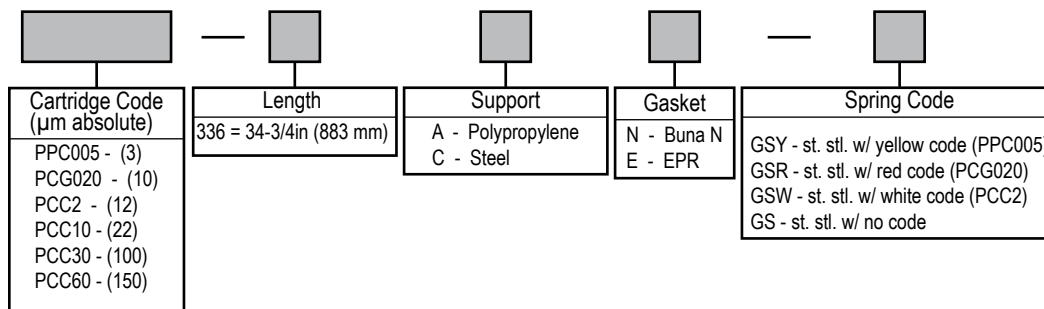 Cartridge Code
(µm absolute)
PPC005 - (3)
PCG020 - (10)
PCC2 - (12)
PCC10 - (22)
PCC30 - (100)
PCC60 - (150)
Length
336 = 34-3/4in (883 mm)
Support
A - Polypropylene
C - Steel
Gasket
N - Buna N
E - EPR
Spring Code
GSY - st. stl. w/ yellow code (PPC005)
GSR - st. stl. w/ red code (PCG020)
GSW - st. stl. w/ white code (PCC2)
GS - st. stl. w/ no code